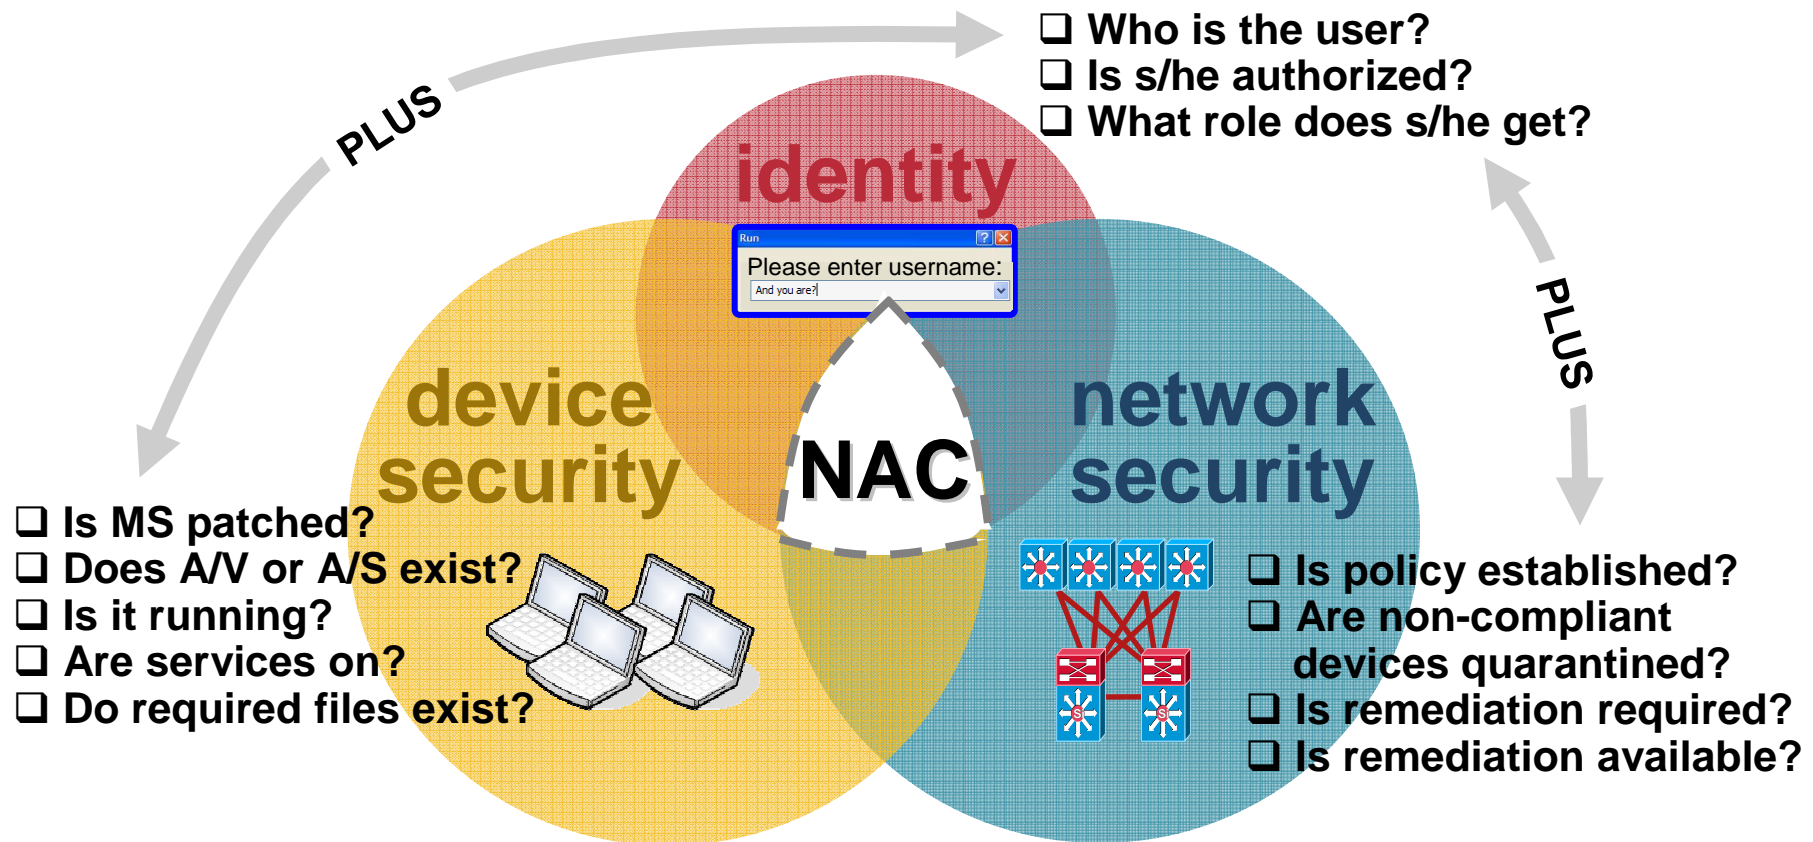 ❑ Who is the user?
❑ Is s/he authorized?
❑ What role does s/he get?
PLUS
identity
Run
Please enter username:
And you are?
PLUS
device
security
network
security
NAC
❑ Is MS patched?
❑ Does A/V or A/S exist?
❑ Is it running?
❑ Are services on?
❑ Do required files exist?
❑ Is policy established?
❑ Are non-compliant
devices quarantined?
❑ Is remediation required?
❑ Is remediation available?
S
S